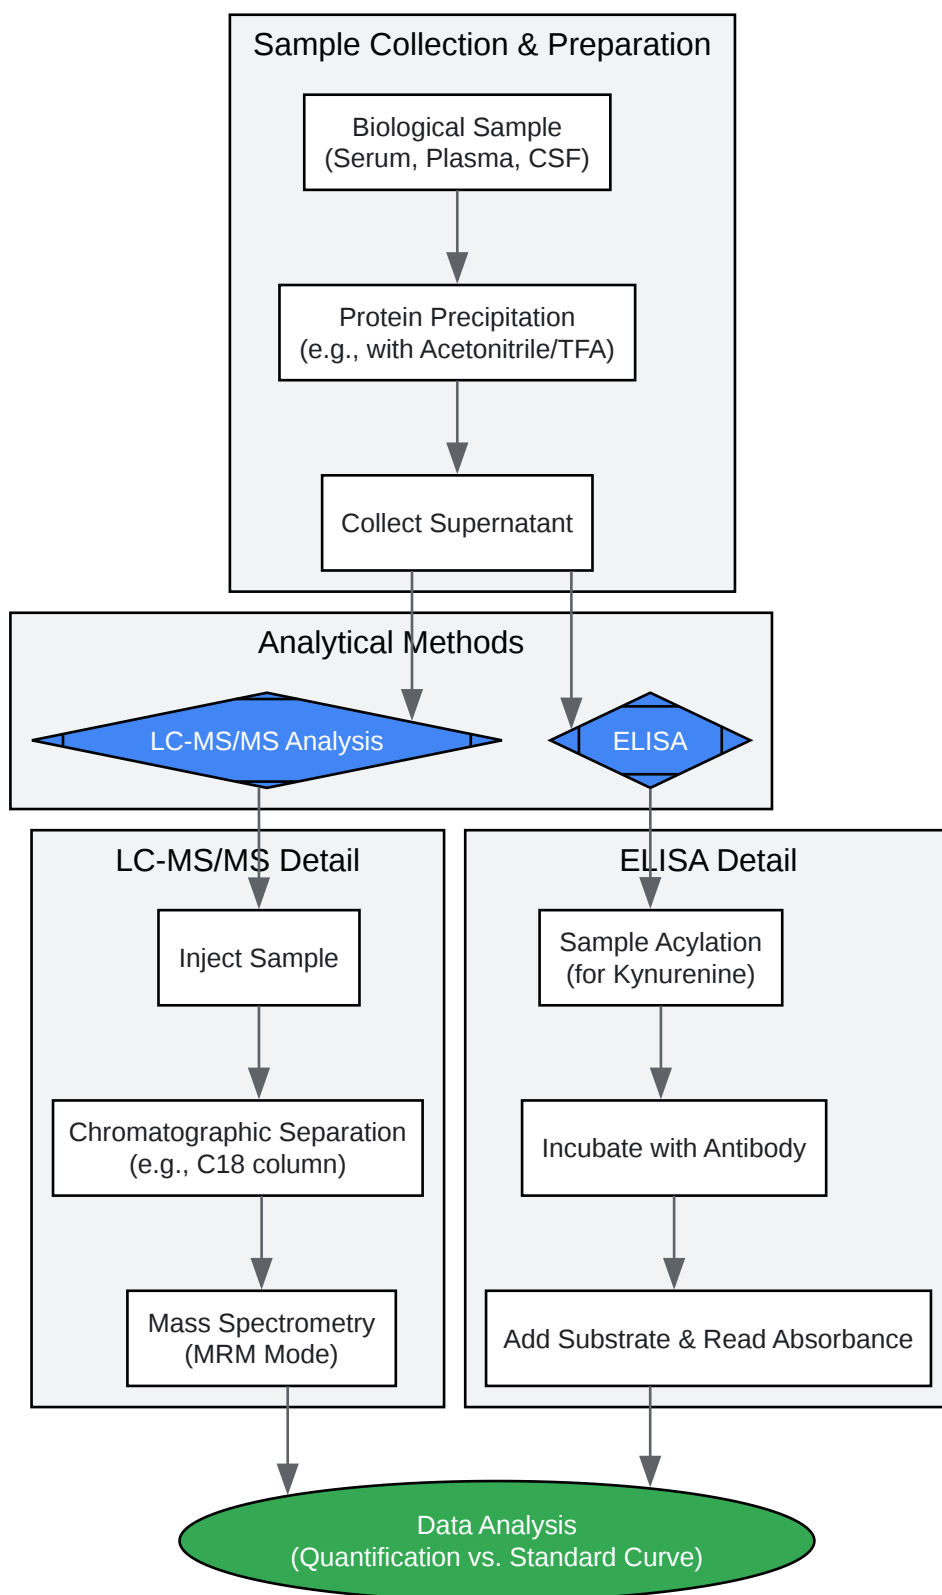 Sample Collection & Preparation
Biological Sample
(Serum, Plasma, CSF)
Protein Precipitation
(e.g., with Acetonitrile/TFA)
Collect Supernatant
Analytical Methods
LC-MS/MS Analysis
ELISA
LC-MS/MS Detail
Inject Sample
Chromatographic Separation
(e.g., C18 column)
Mass Spectrometry
(MRM Mode)
ELISA Detail
Sample Acylation
(for Kynurenine)
Incubate with Antibody
Add Substrate & Read Absorbance
Data Analysis
(Quantification vs. Standard Curve)